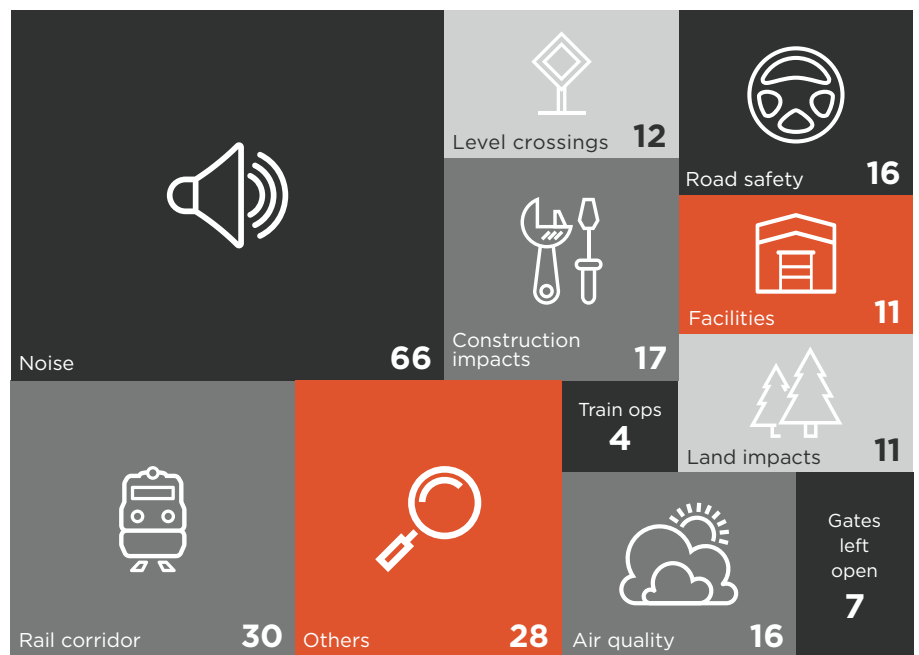 Noise 66
Level crossings 12
Construction
impacts 17
Road safety 16
Facilities 11
Land impacts 11
Rail corridor 30
Others 28
Train ops
4
Air quality 16
Gates
left
open
7